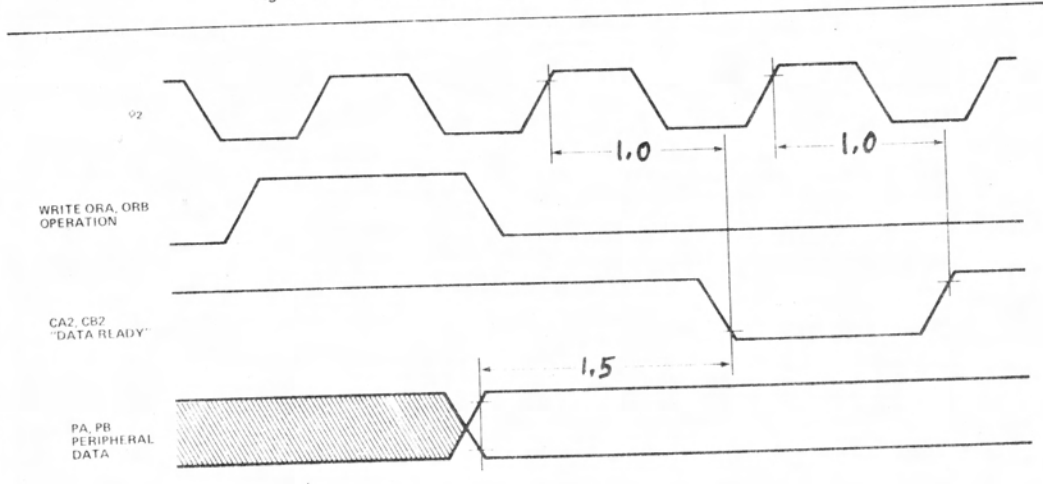 φ2
1.0
1.0
WRITE ORA, ORB
OPERATION
CA2, CB2
"DATA READY"
1.5
PA, PB
PERIPHERAL
DATA